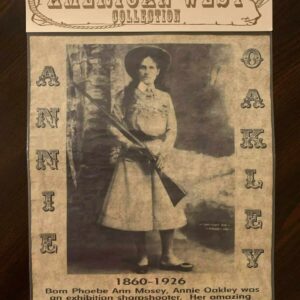 AMERICAN WEST
COLLECTION
ANNIE
OAKLEY
1860-1926
Born Phoebe Ann Mosey, Annie Oakley was
an exhibition sharpshooter. Her amazing